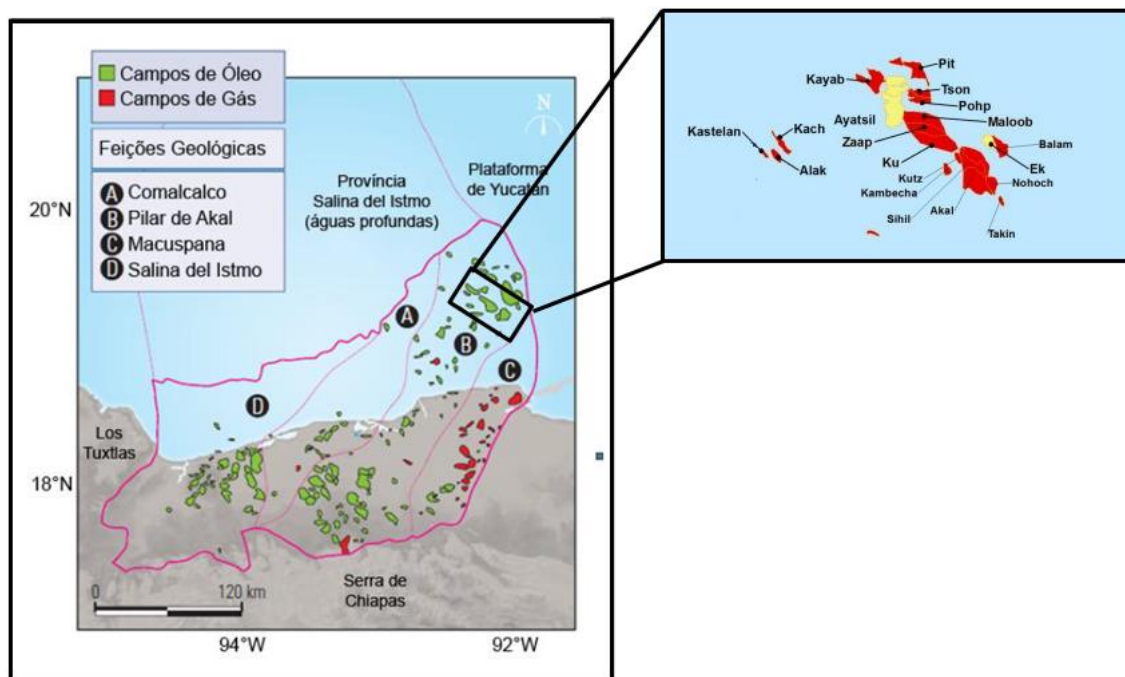 Campos de Óleo
Campos de Gás
Feições Geológicas
A Comalcalco
B Pilar de Akal
C Macuspana
D Salina del Istmo
N
20°N
18°N
Província
Salina del Istmo
(águas profundas)
Plataforma
de Yucatán
A
B
C
D
Los
Tuxtlas
0 120 km
Serra de
Chiapas
94°W 92°W
Pit
Kayab
Tson
Pohp
Ayatsil
Maloob
Kastelan
Kach
Zaap
Balam
Alak
Ku
Ek
Kutz
Nohoch
Kambecha
Sihil
Akal
Takin